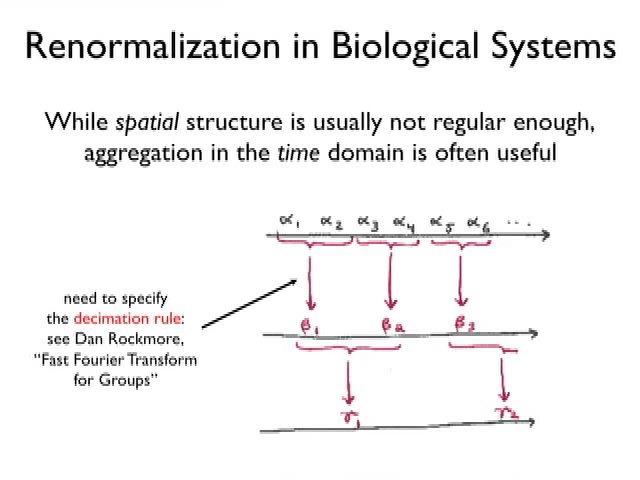 Renormalization in Biological Systems
While spatial structure is usually not regular enough,
aggregation in the time domain is often useful
α₁ α₂ α₃ α₄ α₅ α₆ ...
need to specify
the decimation rule:
see Dan Rockmore,
"Fast Fourier Transform
for Groups"
β₁ β₂ β₃
γ₁ γ₂